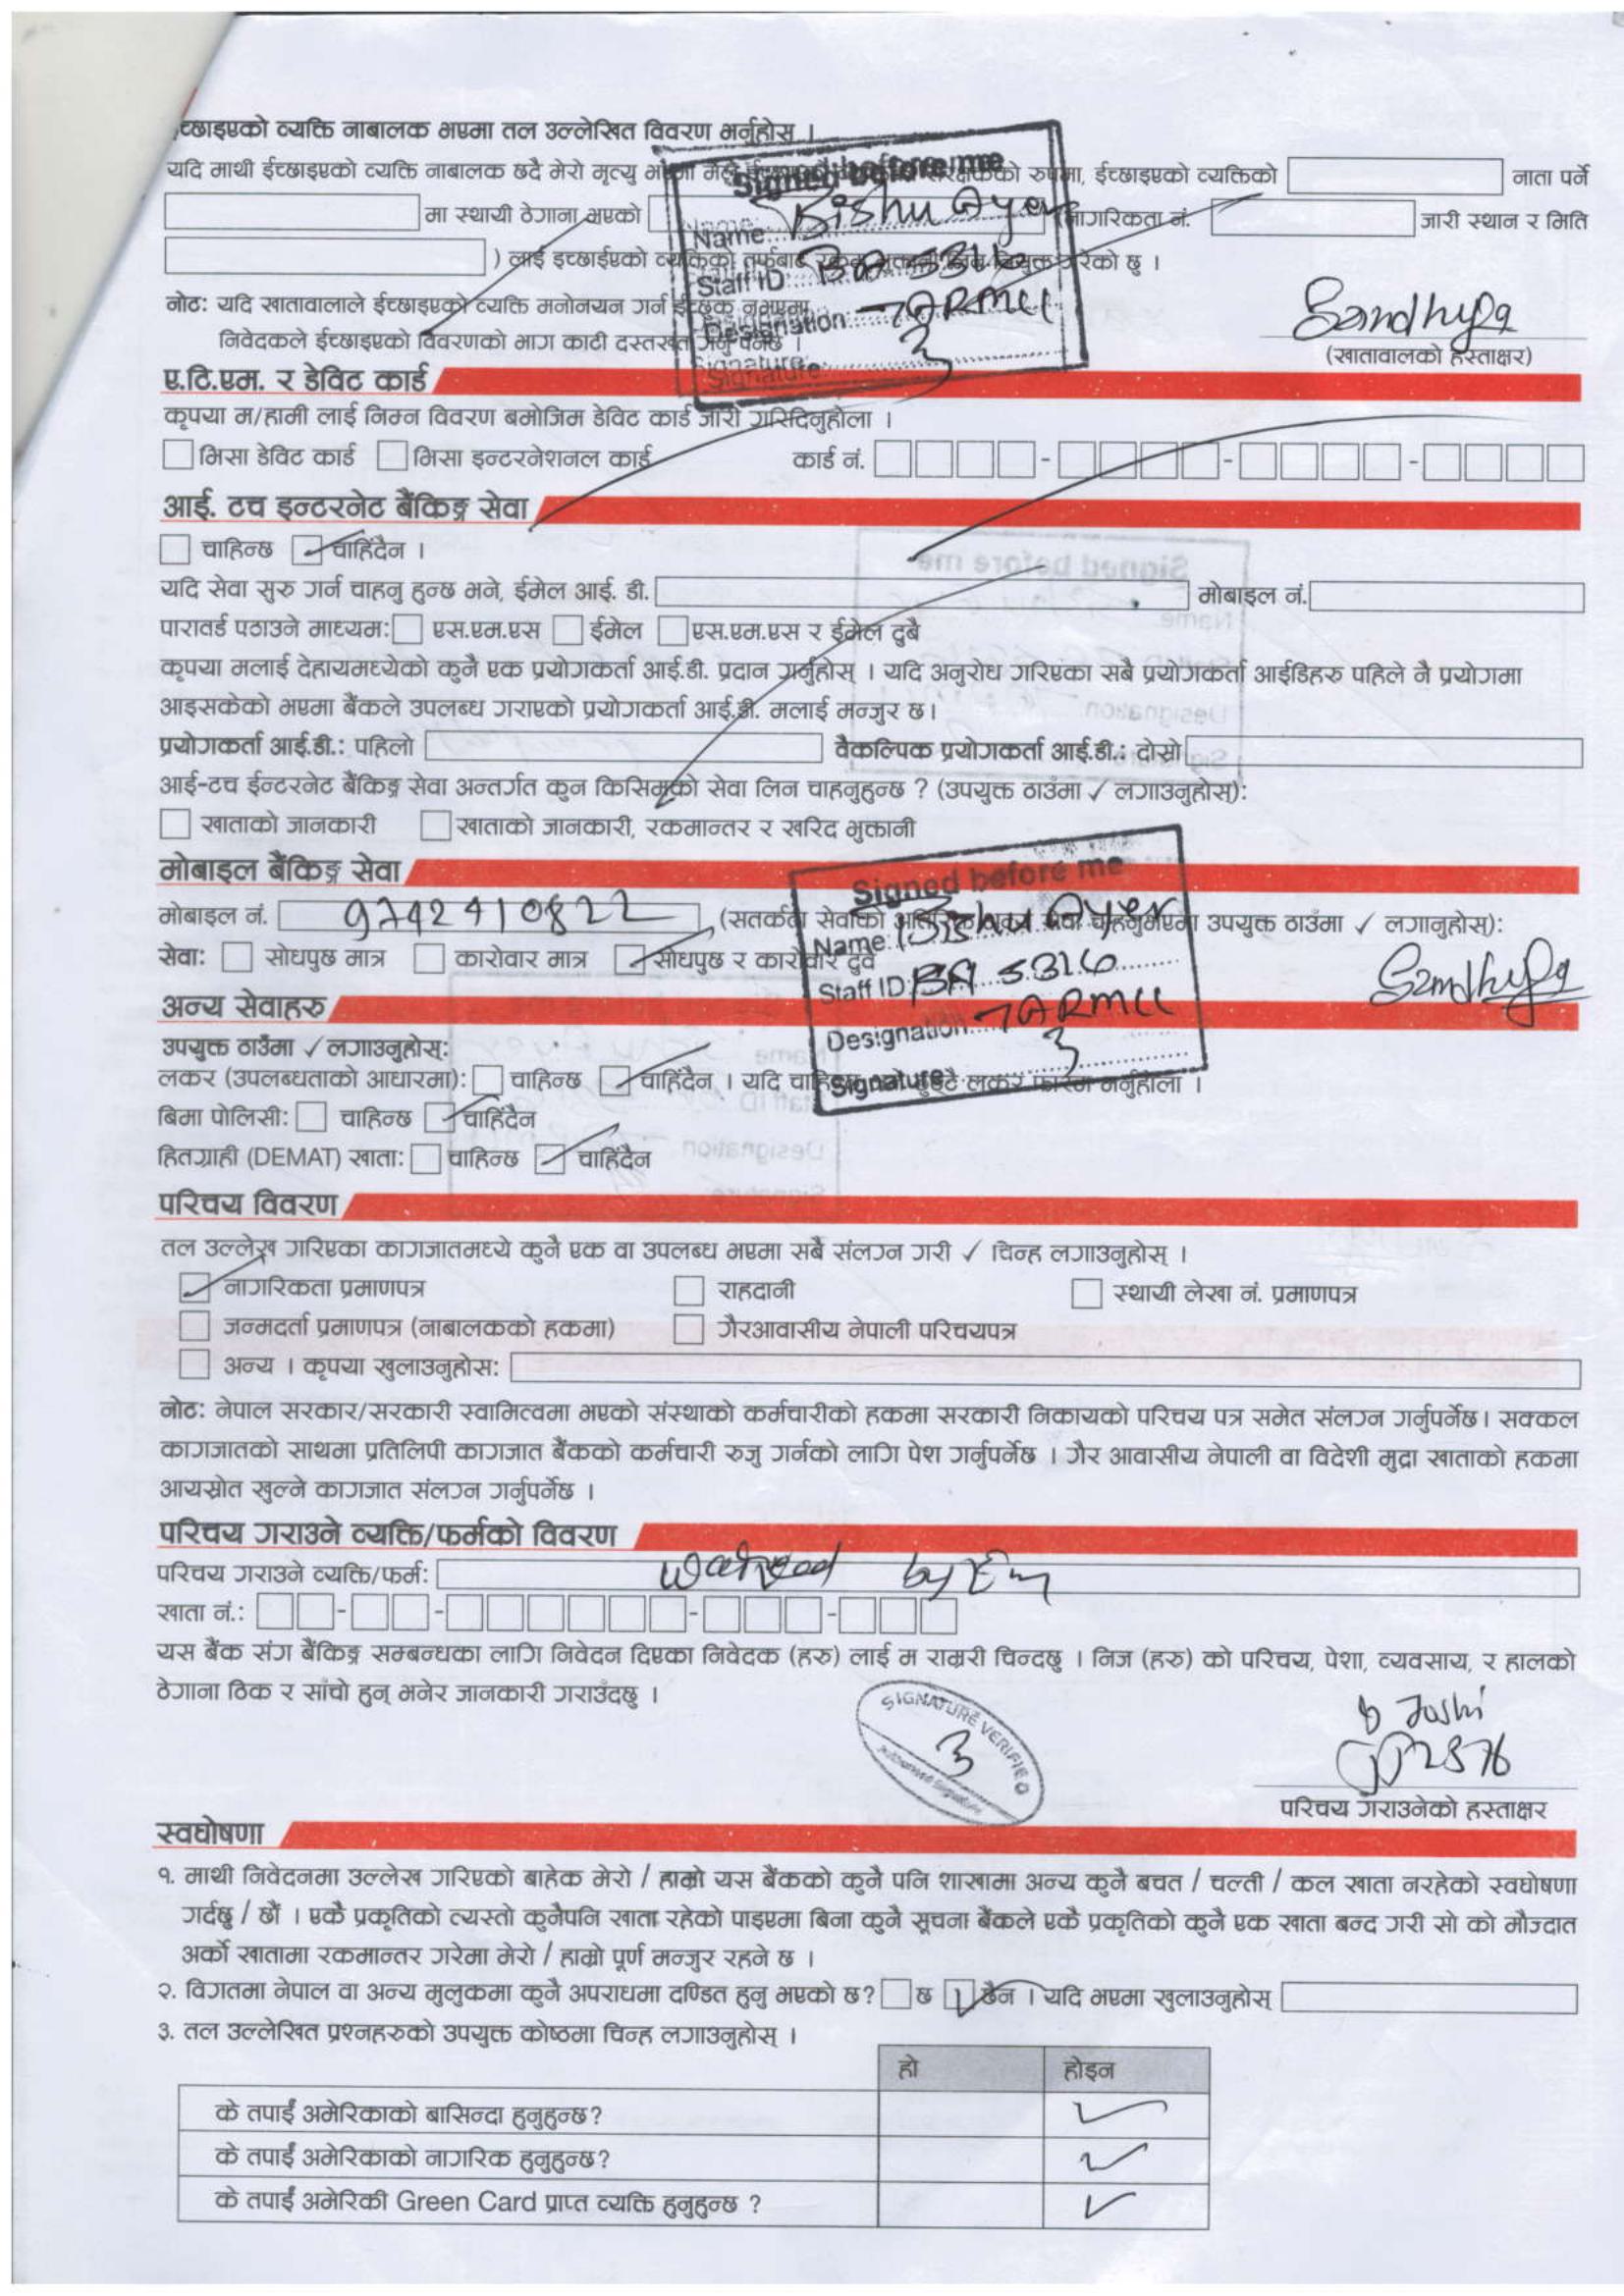 च्छाइएको व्यक्ति नाबालक भएमा तल उल्लेखित विवरण भर्नुहोस् ।
यदि माथी ईच्छाइएको व्यक्ति नाबालक छदै मेरो मृत्यु रुपमा, ईच्छाइएको व्यक्तिको नाता पर्ने
मा स्थायी ठेगाना भएको नागरिकता नं. जारी स्थान र मिति
) लाई इच्छाईएको व्यक्तिको तर्फबाट गरेको छु ।
नोट: यदि खातावालाले ईच्छाइएको व्यक्ति मनोनयन गर्न ईच्छुक नभएमा
निवेदकले ईच्छाइएको विवरणको भाग काटी दस्तखत गर्नु पर्नेछ ।
Signed before me
Name: Bishu Ayer
Staff ID: BA 5316
Designation
Signature
Sandhya
(खातावालको हस्ताक्षर)
ए.टि.एम. र डेविट कार्ड
कृपया म/हामी लाई निम्न विवरण बमोजिम डेविट कार्ड जारी गरिदिनुहोला ।
भिसा डेविट कार्ड भिसा इन्टरनेशनल कार्ड कार्ड नं. - - -
आई. टच इन्टरनेट बैंकिङ्ग सेवा
चाहिन्छ चाहिंदैन ।
यदि सेवा सुरु गर्न चाहनु हुन्छ भने, ईमेल आई. डी. मोबाइल नं.
पारावर्ड पठाउने माध्यम: एस.एम.एस ईमेल एस.एम.एस र ईमेल दुबै
कृपया मलाई देहायमध्येको कुनै एक प्रयोगकर्ता आई.डी. प्रदान गर्नुहोस् । यदि अनुरोध गरिएका सबै प्रयोगकर्ता आईडिहरु पहिले नै प्रयोगमा
आइसकेको भएमा बैंकले उपलब्ध गराएको प्रयोगकर्ता आई.डी. मलाई मन्जुर छ।
प्रयोगकर्ता आई.डी.: पहिलो वैकल्पिक प्रयोगकर्ता आई.डी.: दोस्रो
आई-टच ईन्टरनेट बैंकिङ्ग सेवा अन्तर्गत कुन किसिमको सेवा लिन चाहनुहुन्छ ? (उपयुक्त ठाउंमा ✓ लगाउनुहोस्):
खाताको जानकारी खाताको जानकारी, रकमान्तर र खरिद भुक्तानी
मोबाइल बैंकिङ्ग सेवा
मोबाइल नं. 9742410822 (सतर्कता सेवाको उपयुक्त ठाउंमा ✓ लगानुहोस्):
सेवा: सोधपुछ मात्र कारोवार मात्र सोधपुछ र कारोवार दुवै
Signed before me
Name: Bishu Ayer
Staff ID: BA 5316
Designation
Signature
Sandhya
अन्य सेवाहरु
उपयुक्त ठाउँमा ✓ लगाउनुहोस्:
लकर (उपलब्धताको आधारमा): चाहिन्छ चाहिंदैन । यदि लकर फारम भर्नुहोला ।
बिमा पोलिसी: चाहिन्छ चाहिंदैन
हितग्राही (DEMAT) खाता: चाहिन्छ चाहिंदैन
परिचय विवरण
तल उल्लेख गरिएका कागजातमध्ये कुनै एक वा उपलब्ध भएमा सबै संलग्न गरी ✓ चिन्ह लगाउनुहोस् ।
नागरिकता प्रमाणपत्र राहदानी स्थायी लेखा नं. प्रमाणपत्र
जन्मदर्ता प्रमाणपत्र (नाबालकको हकमा) गैरआवासीय नेपाली परिचयपत्र
अन्य । कृपया खुलाउनुहोस:
नोट: नेपाल सरकार/सरकारी स्वामित्वमा भएको संस्थाको कर्मचारीको हकमा सरकारी निकायको परिचय पत्र समेत संलग्न गर्नुपर्नेछ। सक्कल
कागजातको साथमा प्रतिलिपी कागजात बैंकको कर्मचारी रुजु गर्नको लागि पेश गर्नुपर्नेछ । गैर आवासीय नेपाली वा विदेशी मुद्रा खाताको हकमा
आयस्रोत खुल्ने कागजात संलग्न गर्नुपर्नेछ ।
परिचय गराउने व्यक्ति/फर्मको विवरण
परिचय गराउने व्यक्ति/फर्म: by
खाता नं.: - - - -
यस बैंक संग बैंकिङ्ग सम्बन्धका लागि निवेदन दिएका निवेदक (हरु) लाई म राम्ररी चिन्दछु । निज (हरु) को परिचय, पेशा, व्यवसाय, र हालको
ठेगाना ठिक र सांचो हुन् भनेर जानकारी गराउंदछु ।
SIGNATURE VERIFIED
Authorised Signature
Joshi
2876
परिचय गराउनेको हस्ताक्षर
स्वघोषणा
१. माथी निवेदनमा उल्लेख गरिएको बाहेक मेरो / हाम्रो यस बैंकको कुनै पनि शाखामा अन्य कुनै बचत / चल्ती / कल खाता नरहेको स्वघोषणा
गर्दछु / छौं । एकै प्रकृतिको त्यस्तो कुनैपनि खाता रहेको पाइएमा बिना कुनै सूचना बैंकले एकै प्रकृतिको कुनै एक खाता बन्द गरी सो को मौज्दात
अर्को खातामा रकमान्तर गरेमा मेरो / हाम्रो पूर्ण मन्जुर रहने छ ।
२. विगतमा नेपाल वा अन्य मुलुकमा कुनै अपराधमा दण्डित हुनु भएको छ? छ छैन । यदि भएमा खुलाउनुहोस्
३. तल उल्लेखित प्रश्नहरुको उपयुक्त कोष्ठमा चिन्ह लगाउनुहोस् ।
हो होइन
के तपाईं अमेरिकाको बासिन्दा हुनुहुन्छ? ✓
के तपाईं अमेरिकाको नागरिक हुनुहुन्छ? ✓
के तपाईं अमेरिकी Green Card प्राप्त व्यक्ति हुनुहुन्छ ? ✓